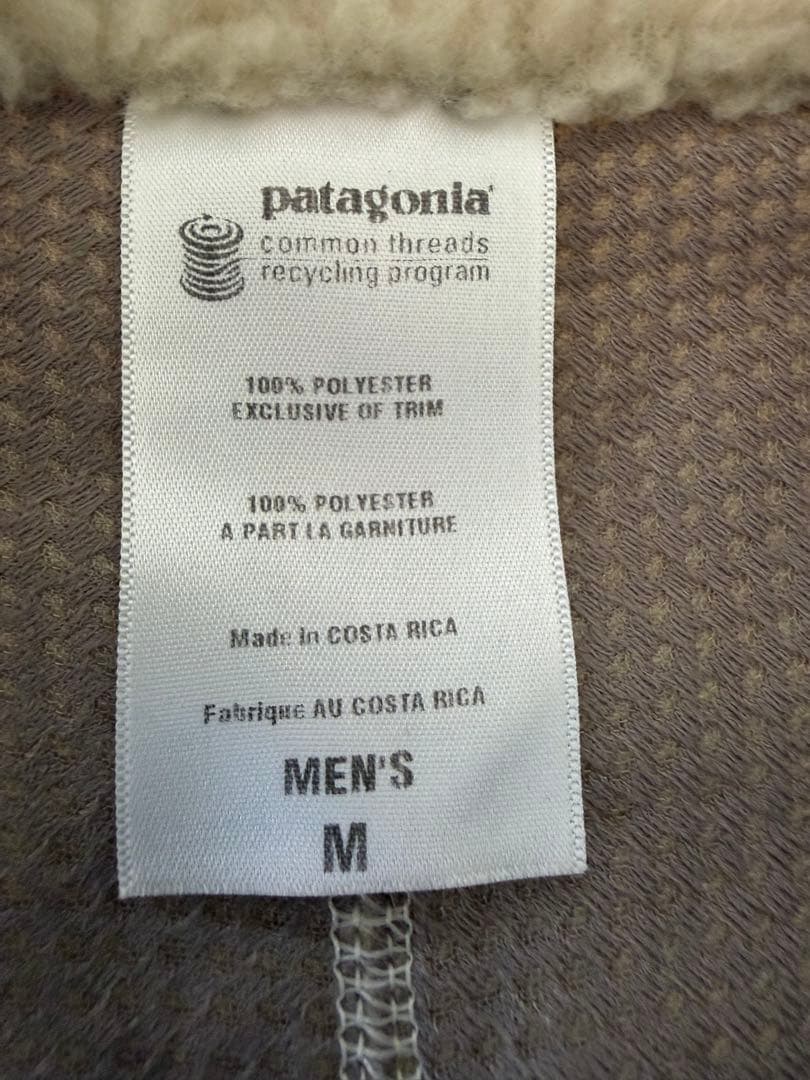 patagonia
common threads
recycling program
100% POLYESTER
EXCLUSIVE OF TRIM
100% POLYESTER
A PART LA GARNITURE
Made in COSTA RICA
Fabrique AU COSTA RICA
MEN'S
M